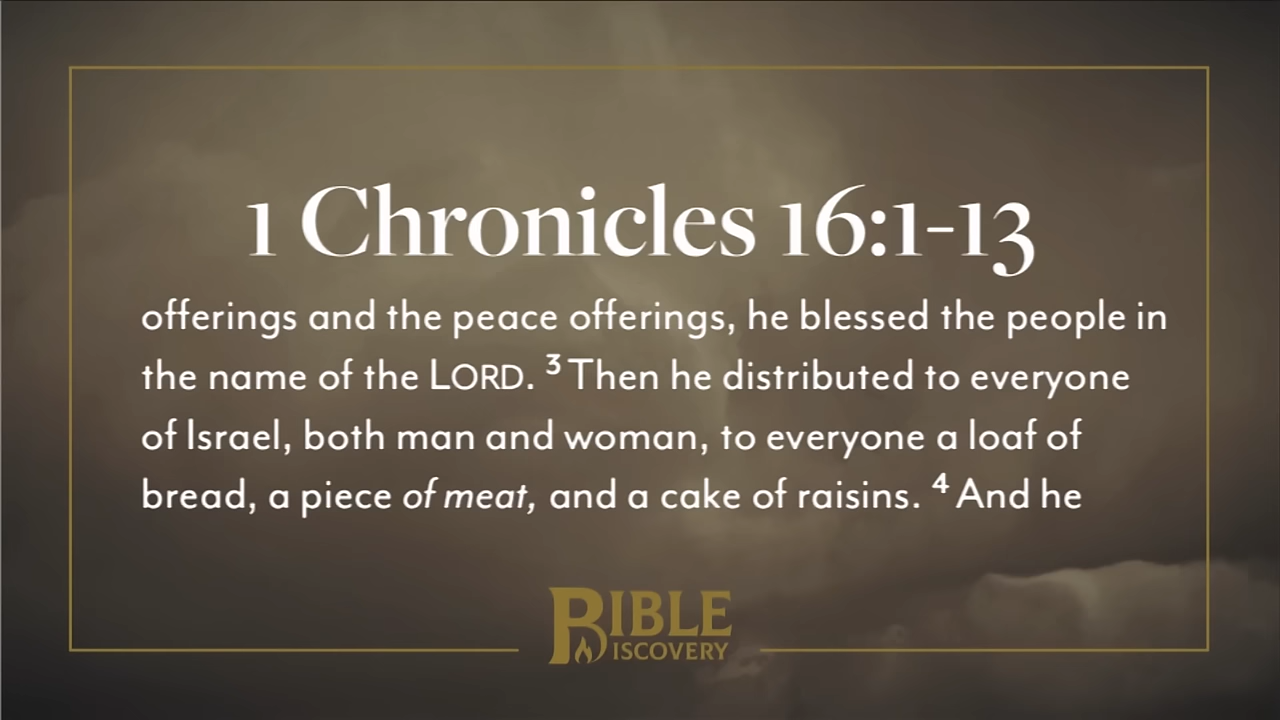 1 Chronicles 16:1-13
offerings and the peace offerings, he blessed the people in
the name of the LORD. ³ Then he distributed to everyone
of Israel, both man and woman, to everyone a loaf of
bread, a piece of meat, and a cake of raisins. ⁴ And he
BIBLE
DISCOVERY